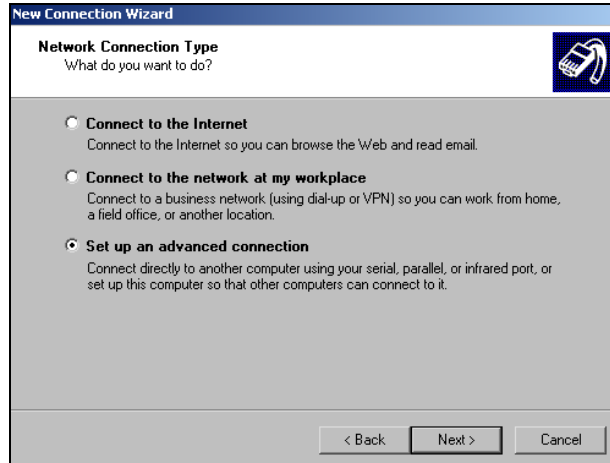 New Connection Wizard
Network Connection Type
What do you want to do?
Connect to the Internet
Connect to the Internet so you can browse the Web and read email.
Connect to the network at my workplace
Connect to a business network (using dial-up or VPN) so you can work from home,
a field office, or another location.
Set up an advanced connection
Connect directly to another computer using your serial, parallel, or infrared port, or
set up this computer so that other computers can connect to it.
< Back Next > Cancel